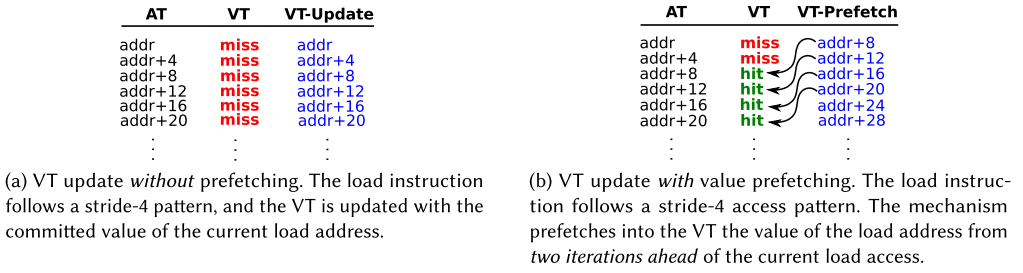 AT VT VT-Update
addr miss addr
addr+4 miss addr+4
addr+8 miss addr+8
addr+12 miss addr+12
addr+16 miss addr+16
addr+20 miss addr+20
(a) VT update without prefetching. The load instruction
follows a stride-4 pattern, and the VT is updated with the
committed value of the current load address.
AT VT VT-Prefetch
addr miss addr+8
addr+4 miss addr+12
addr+8 hit addr+16
addr+12 hit addr+20
addr+16 hit addr+24
addr+20 hit addr+28
(b) VT update with value prefetching. The load instruc-
tion follows a stride-4 access pattern. The mechanism
prefetches into the VT the value of the load address from
two iterations ahead of the current load access.